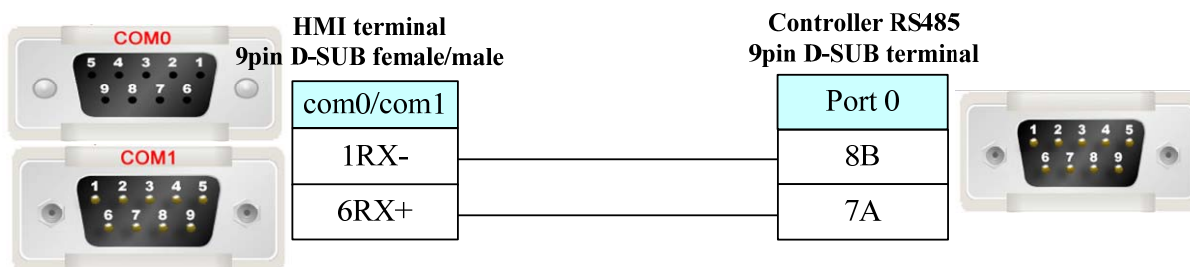 COM0
5 4 3 2 1
9 8 7 6
COM1
1 2 3 4 5
6 7 8 9
HMI terminal
9pin D-SUB female/male
com0/com1
1RX-
6RX+
Controller RS485
9pin D-SUB terminal
Port 0
8B
7A
1 2 3 4 5
6 7 8 9